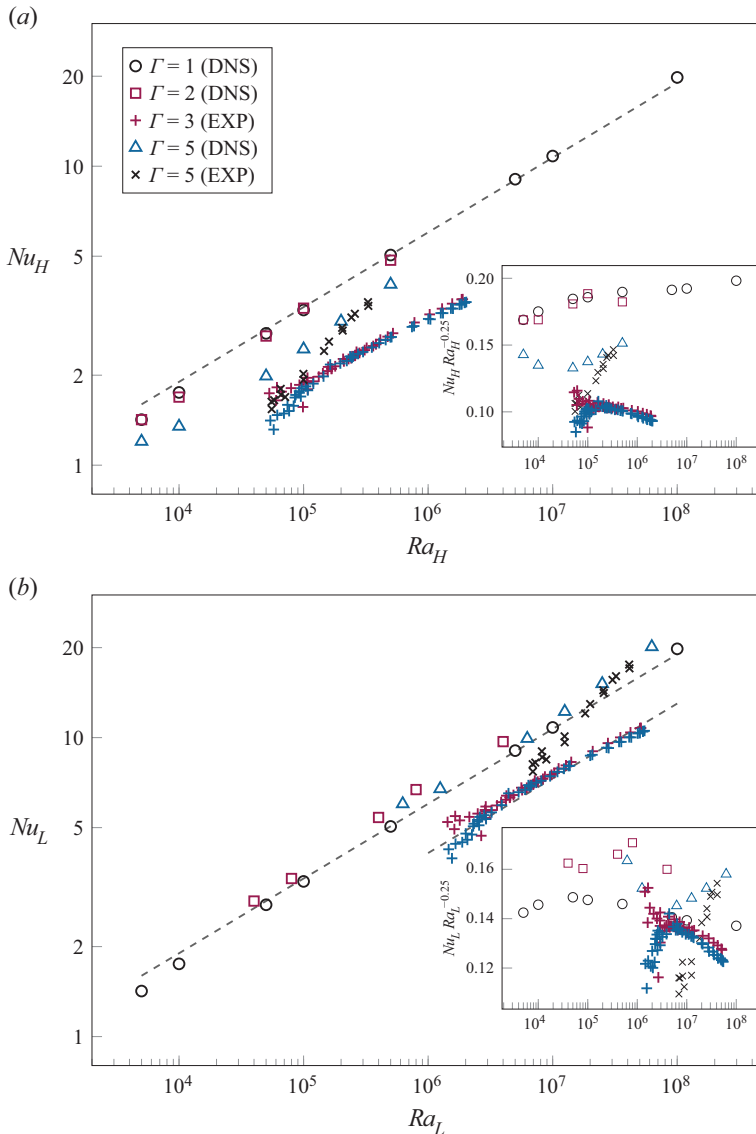 (a)
20
10
5
2
1
Nu_H
Γ = 1 (DNS)
Γ = 2 (DNS)
Γ = 3 (EXP)
Γ = 5 (DNS)
Γ = 5 (EXP)
0.20
0.15
0.10
Nu_H Ra_H^-0.25
10^4 10^5 10^6 10^7 10^8
10^4 10^5 10^6 10^7 10^8
Ra_H
(b)
20
10
5
2
1
Nu_L
0.16
0.14
0.12
Nu_L Ra_L^-0.25
10^4 10^5 10^6 10^7 10^8
10^4 10^5 10^6 10^7 10^8
Ra_L